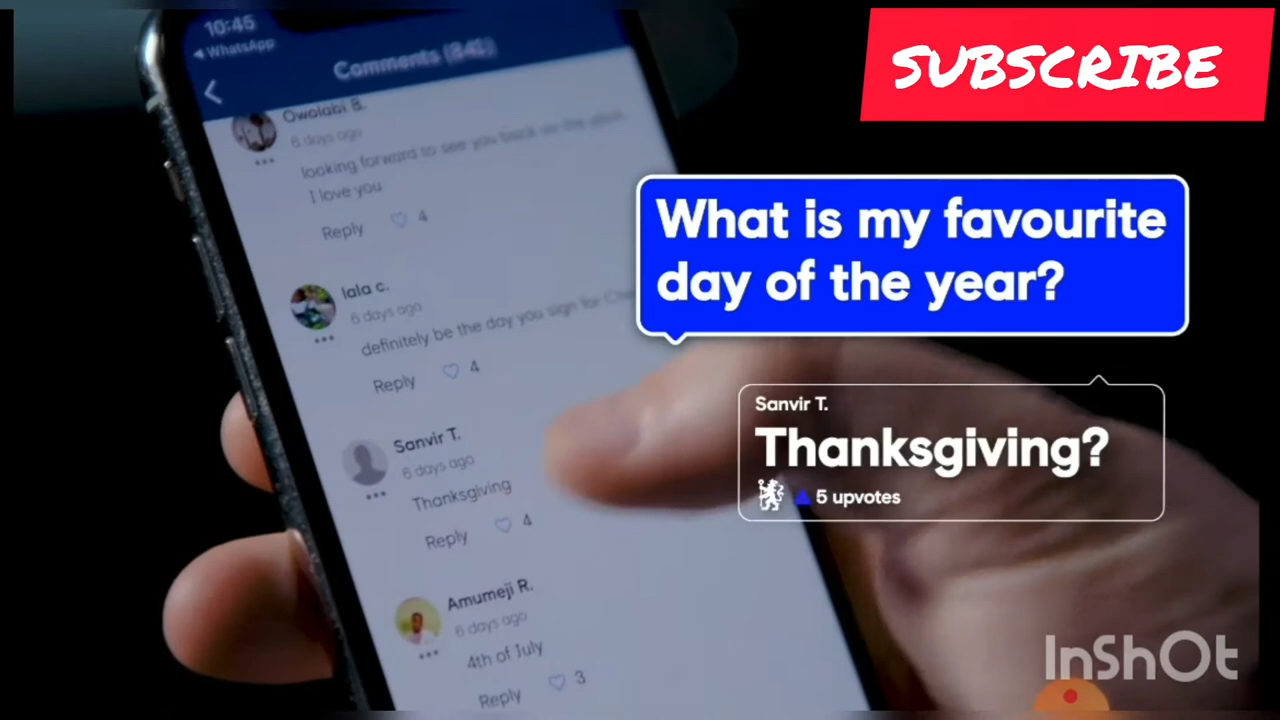 10:45
WhatsApp
Comments (841)
SUBSCRIBE
Owolabi B.
6 days ago
looking forward to see you back on the pitch
I love you
Reply 4
lala c.
6 days ago
definitely be the day you sign for
Reply 4
Sanvir T.
6 days ago
Thanksgiving
Reply 4
Amumeji R.
6 days ago
4th of July
Reply 3
What is my favourite
day of the year?
Sanvir T.
Thanksgiving?
5 upvotes
InShOt